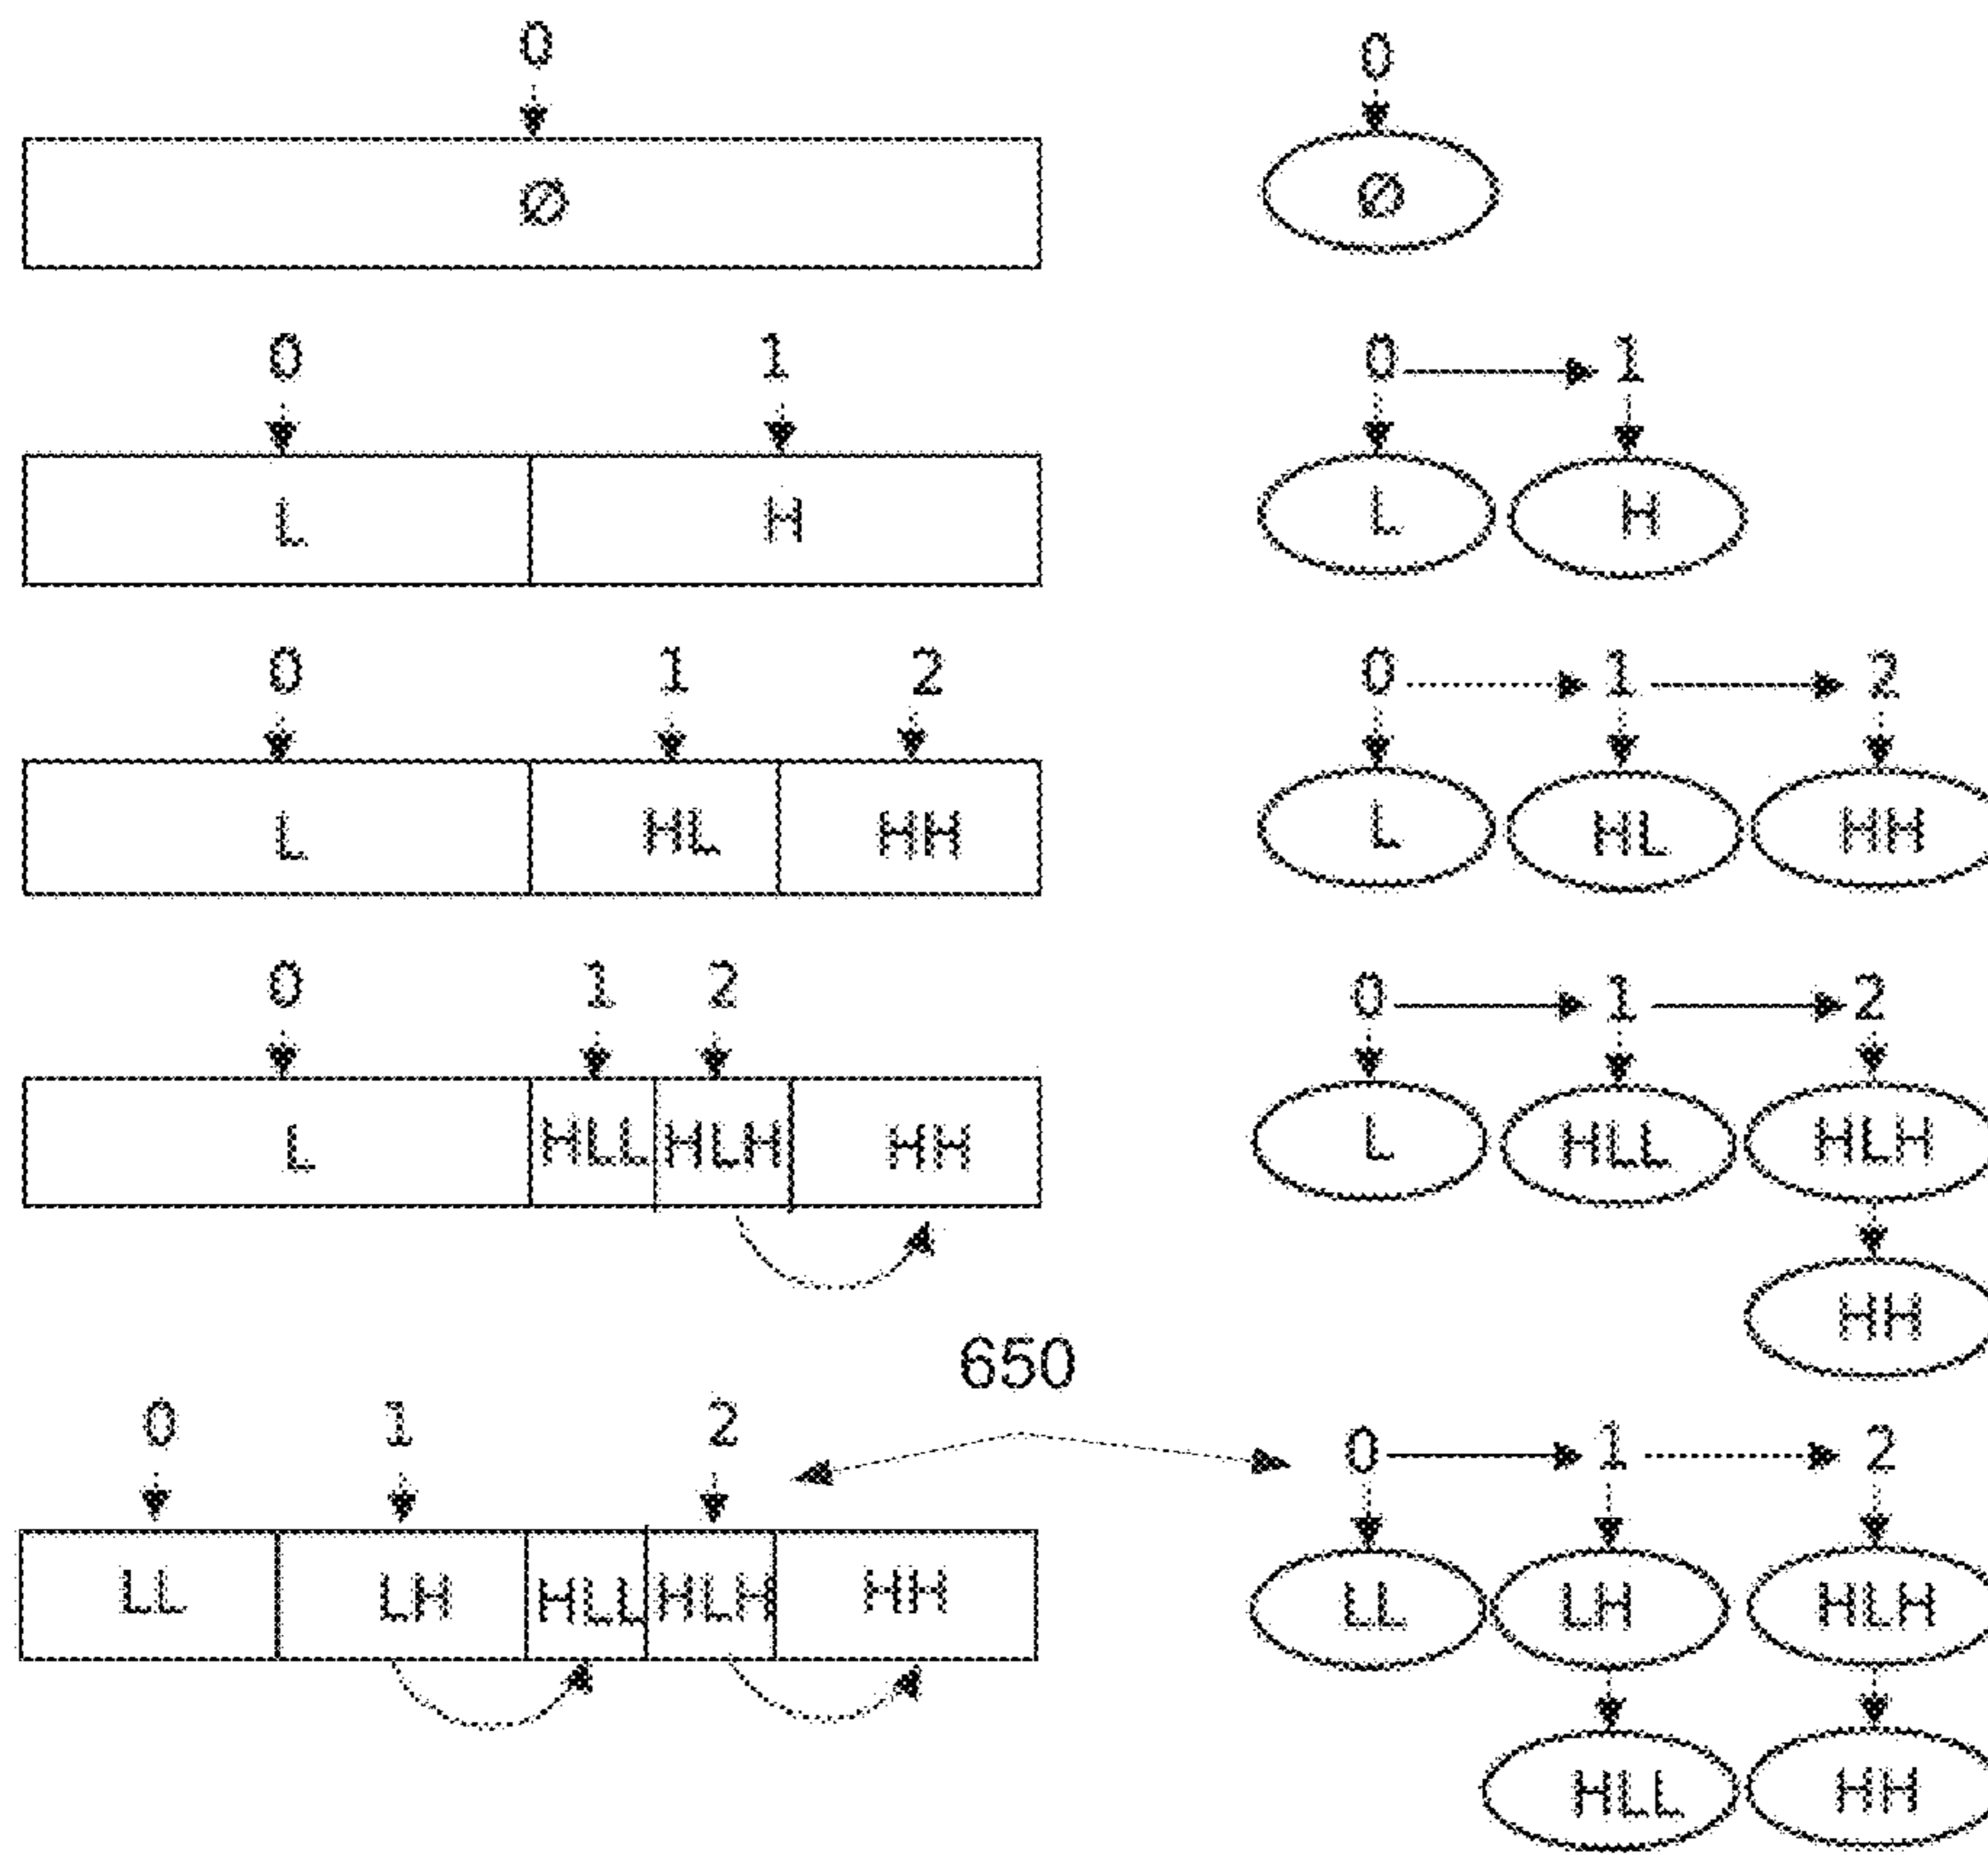 0 0
Ø Ø
0 1 0 1
L H L H
0 1 2 0 1 2
L HL HH L HL HH
0 1 2 0 1 2
L HLL HLH HH L HLL HLH
HH
650
0 1 2 0 1 2
LL LH HLL HLH HH LL LH HLH
HLL HH